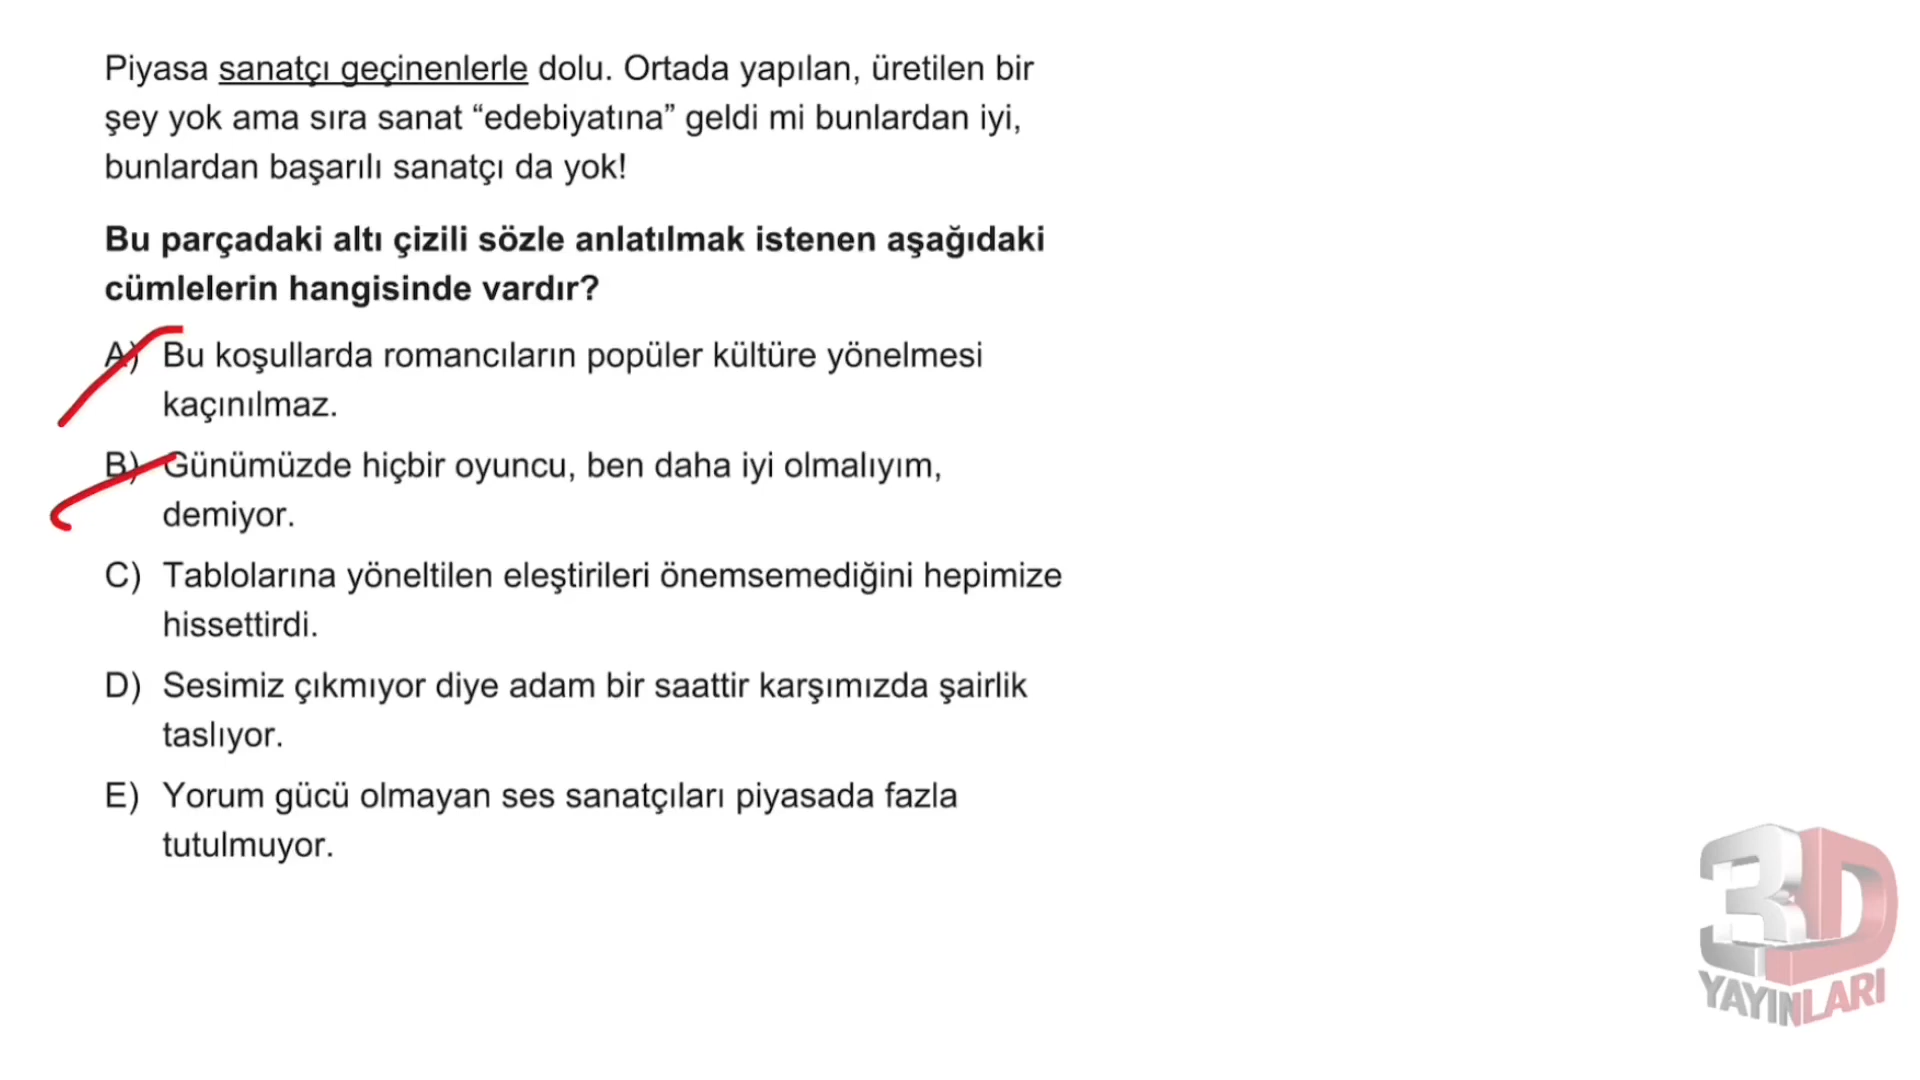 Piyasa sanatçı geçinenlerle dolu. Ortada yapılan, üretilen bir
şey yok ama sıra sanat “edebiyatına” geldi mi bunlardan iyi,
bunlardan başarılı sanatçı da yok!
Bu parçadaki altı çizili sözle anlatılmak istenen aşağıdaki
cümlelerin hangisinde vardır?
A) Bu koşullarda romancıların popüler kültüre yönelmesi
kaçınılmaz.
B) Günümüzde hiçbir oyuncu, ben daha iyi olmalıyım,
demiyor.
C) Tablolarına yöneltilen eleştirileri önemsemediğini hepimize
hissettirdi.
D) Sesimiz çıkmıyor diye adam bir saattir karşımızda şairlik
taslıyor.
E) Yorum gücü olmayan ses sanatçıları piyasada fazla
tutulmuyor.
3D
YAYINLARI